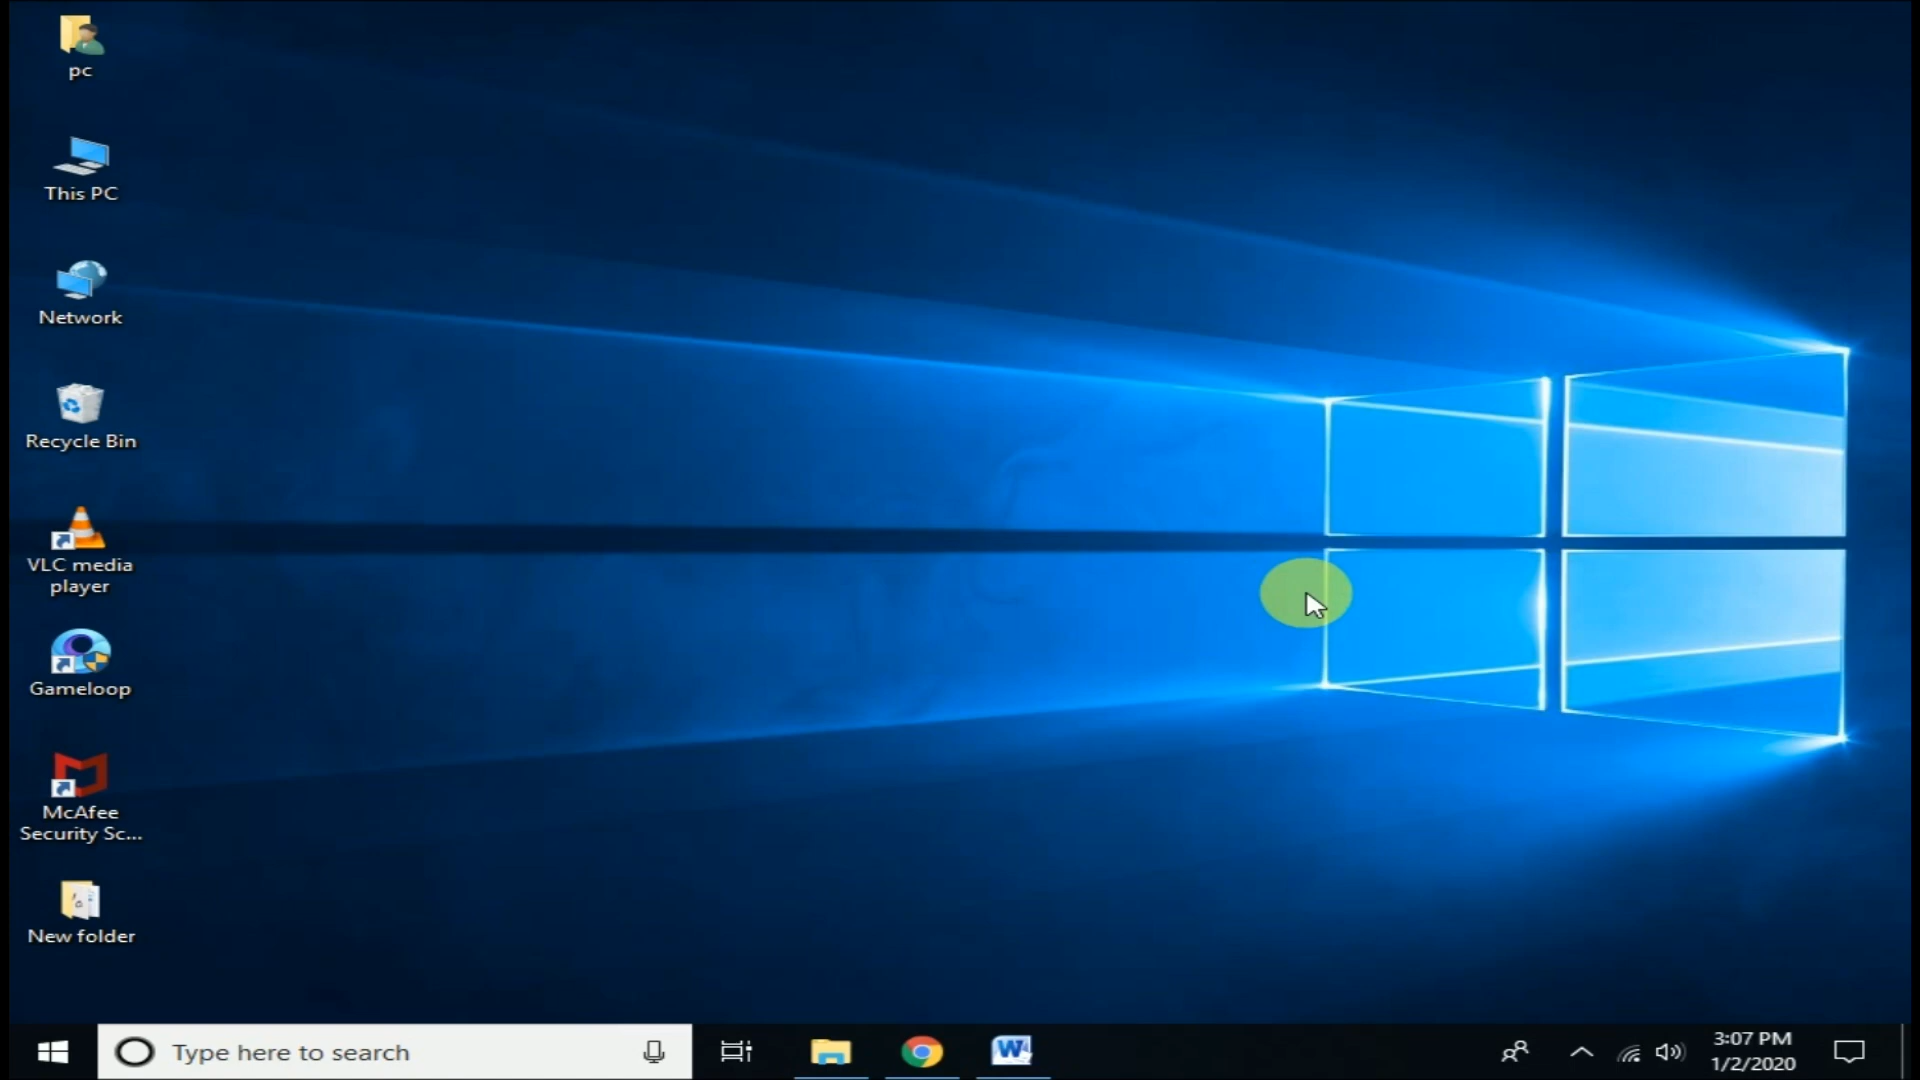 pc
This PC
Network
Recycle Bin
VLC media
player
Gameloop
McAfee
Security Sc...
New folder
Type here to search
W
3:07 PM
1/2/2020